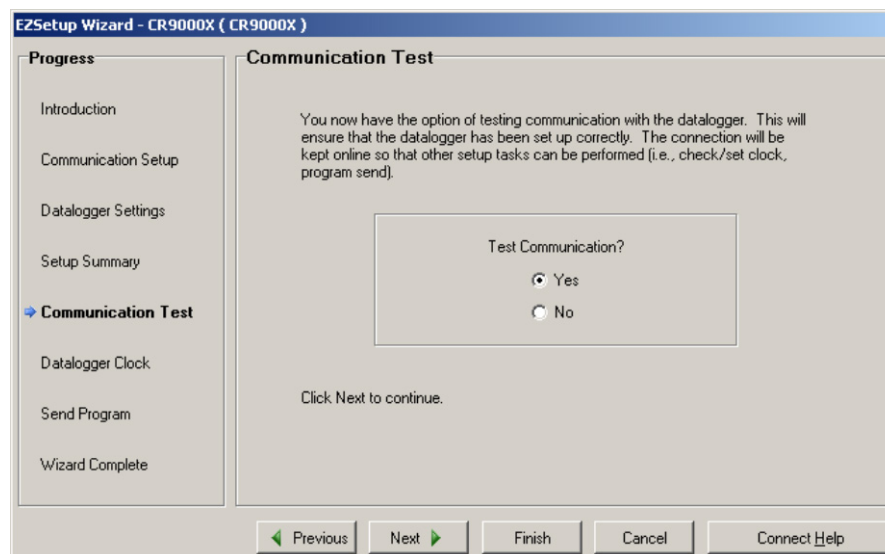 EZSetup Wizard - CR9000X ( CR9000X )
Progress
Introduction
Communication Setup
Datalogger Settings
Setup Summary
Communication Test
Datalogger Clock
Send Program
Wizard Complete
Communication Test
You now have the option of testing communication with the datalogger. This will
ensure that the datalogger has been set up correctly. The connection will be
kept online so that other setup tasks can be performed (i.e., check/set clock,
program send).
Test Communication?
Yes
No
Click Next to continue.
Previous
Next
Finish
Cancel
Connect Help